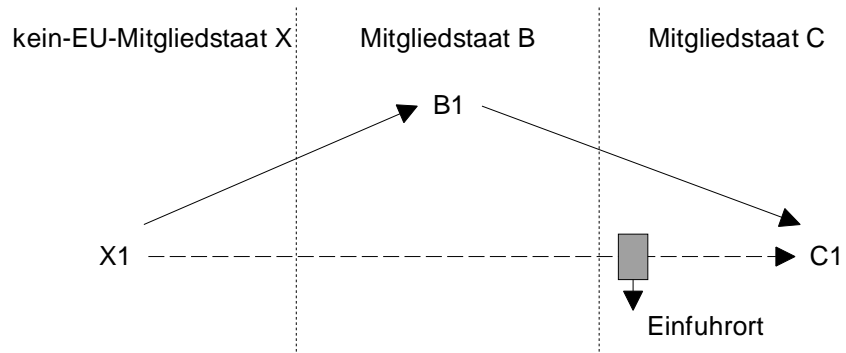 kein-EU-Mitgliedstaat X Mitgliedstaat B Mitgliedstaat C
B1
X1 C1
Einfuhrort